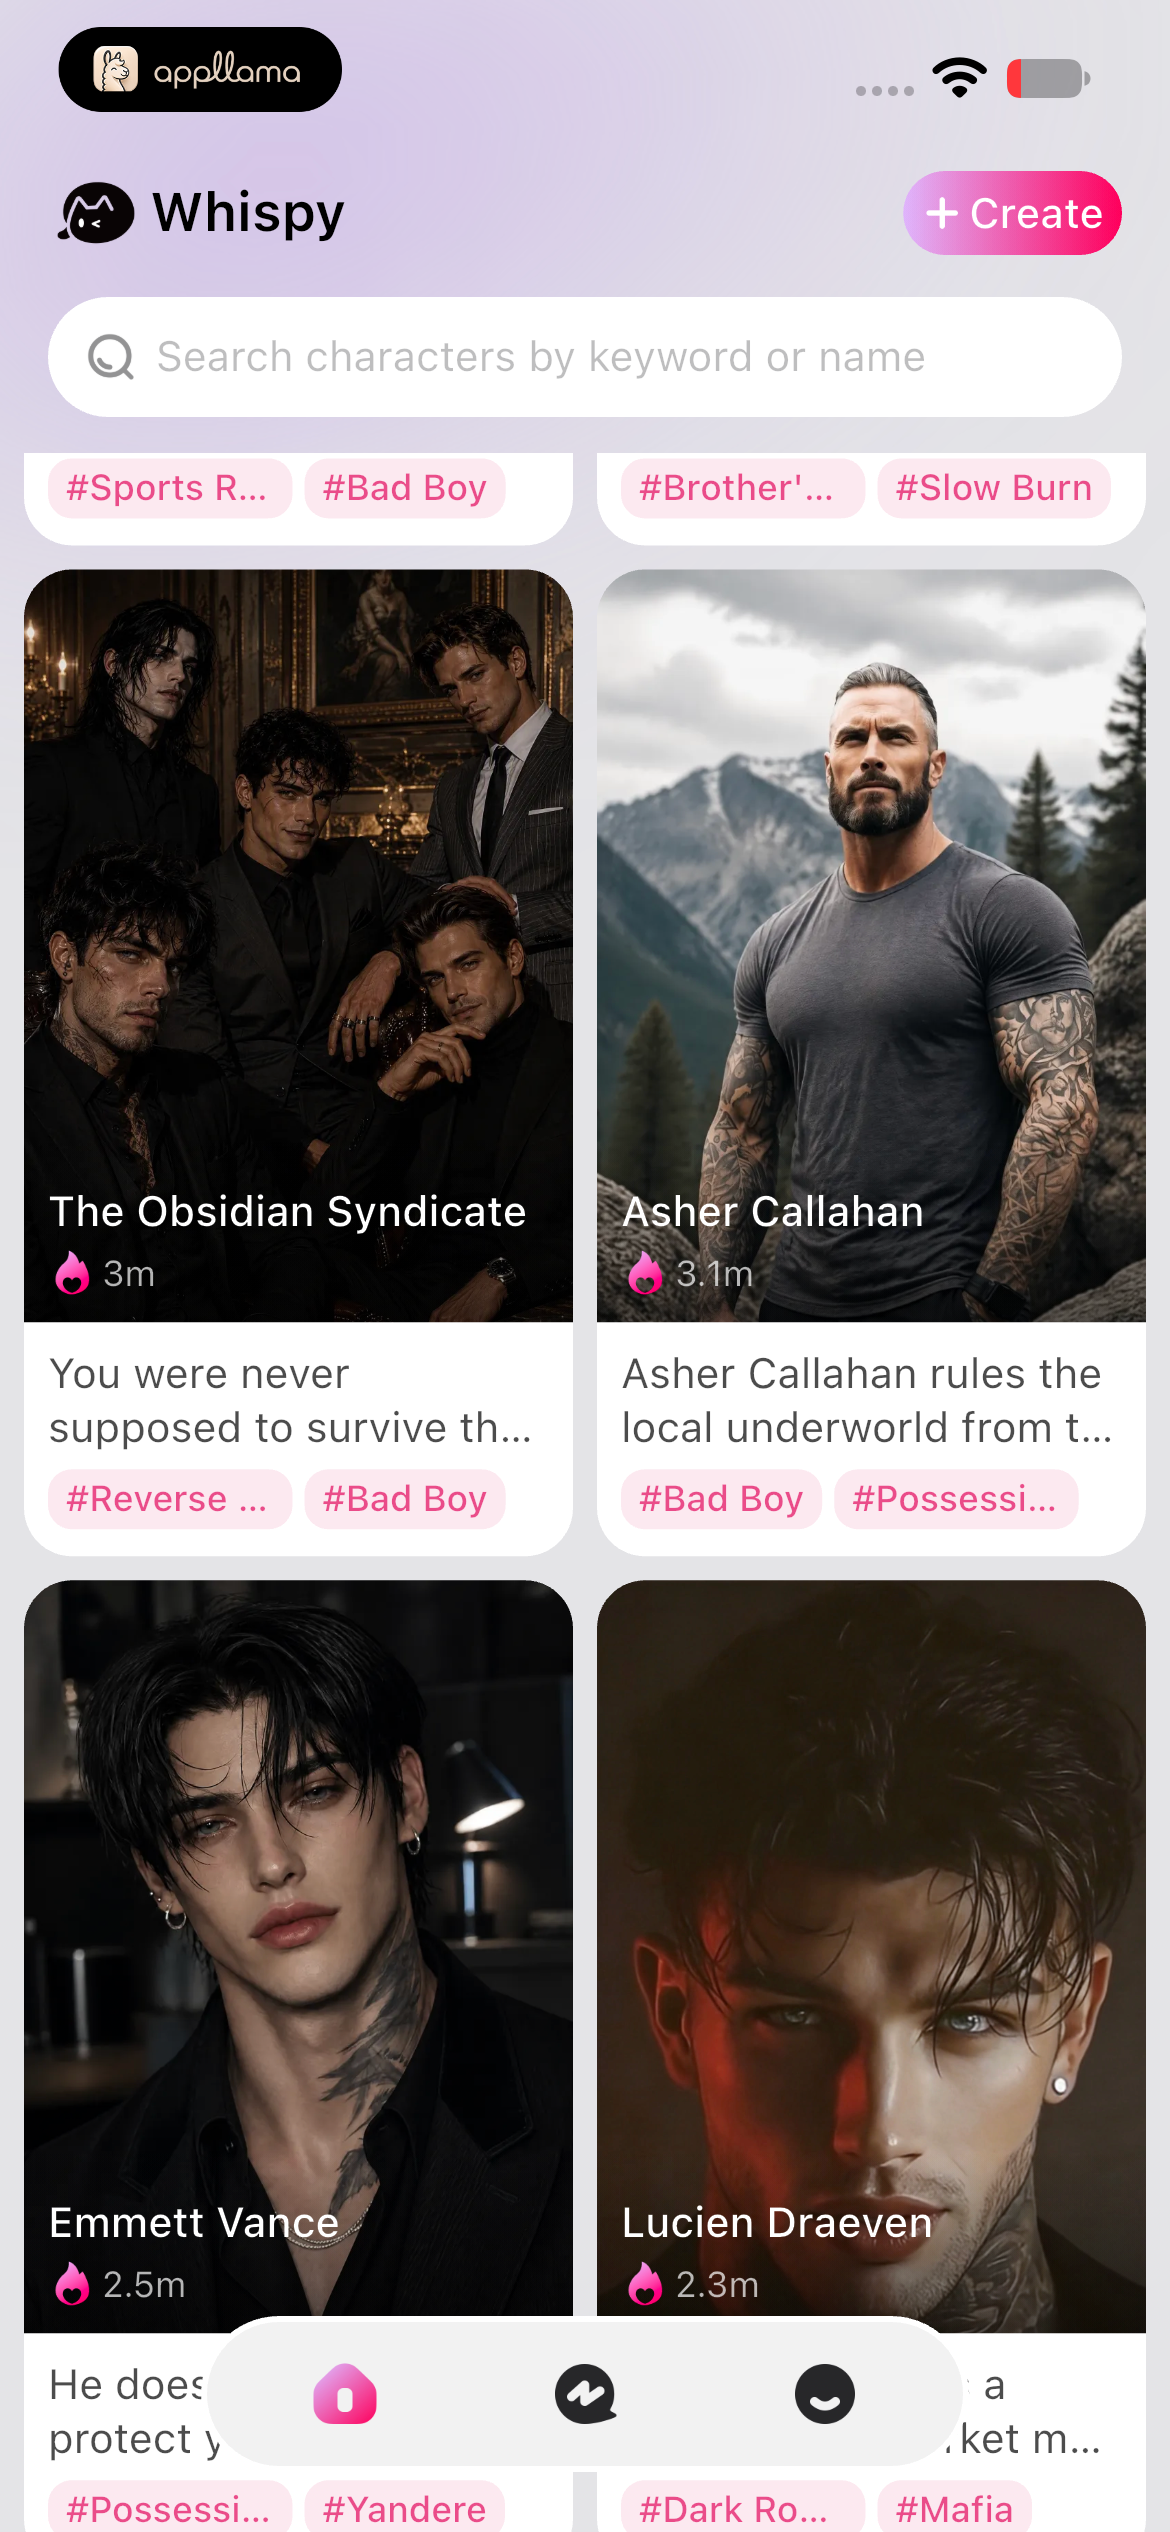 appllama
Whispy
+ Create
Search characters by keyword or name
#Sports R...
#Bad Boy
#Brother'...
#Slow Burn
The Obsidian Syndicate
3m
You were never
supposed to survive th...
#Reverse ...
#Bad Boy
Asher Callahan
3.1m
Asher Callahan rules the
local underworld from t...
#Bad Boy
#Possessi...
Emmett Vance
2.5m
He does
protect y
#Possessi...
#Yandere
Lucien Draeven
2.3m
a
ket m...
#Dark Ro...
#Mafia